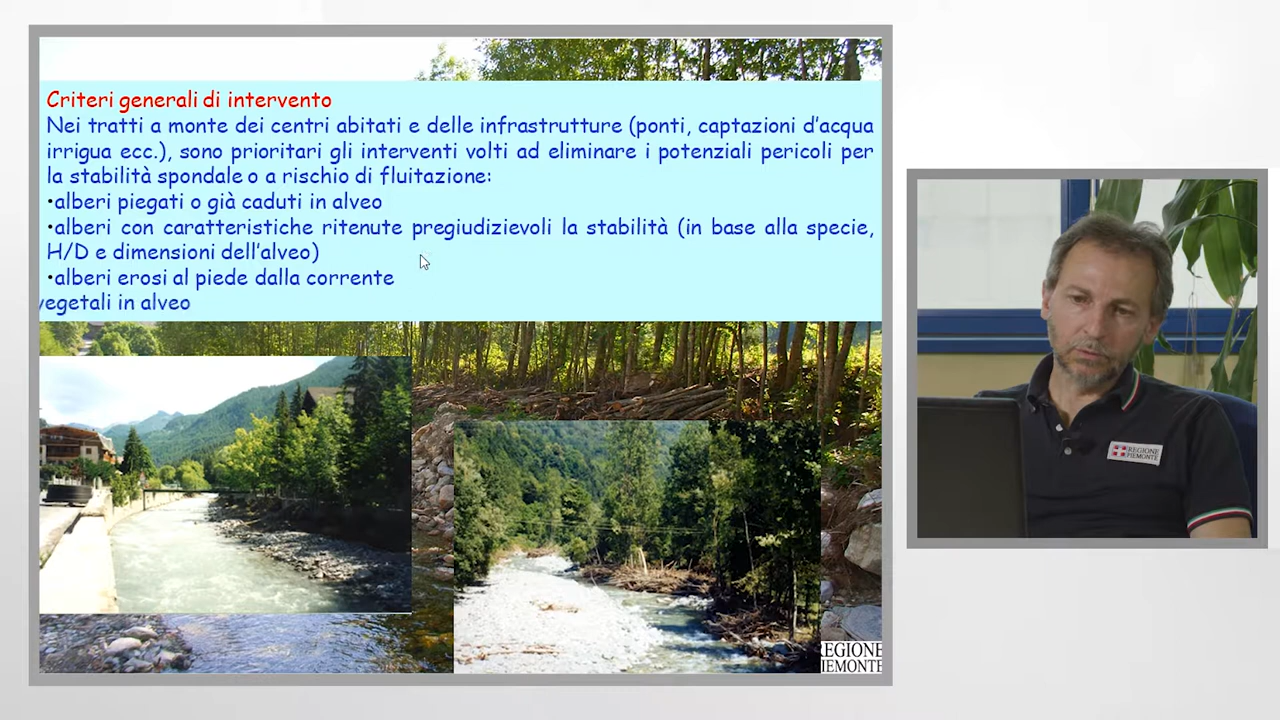 Criteri generali di intervento
Nei tratti a monte dei centri abitati e delle infrastrutture (ponti, captazioni d'acqua
irrigua ecc.), sono prioritari gli interventi volti ad eliminare i potenziali pericoli per
la stabilità spondale o a rischio di fluitazione:
•alberi piegati o già caduti in alveo
•alberi con caratteristiche ritenute pregiudizievoli la stabilità (in base alla specie,
H/D e dimensioni dell'alveo)
•alberi erosi al piede dalla corrente
vegetali in alveo
REGIONE
PIEMONTE
REGIONE
PIEMONTE